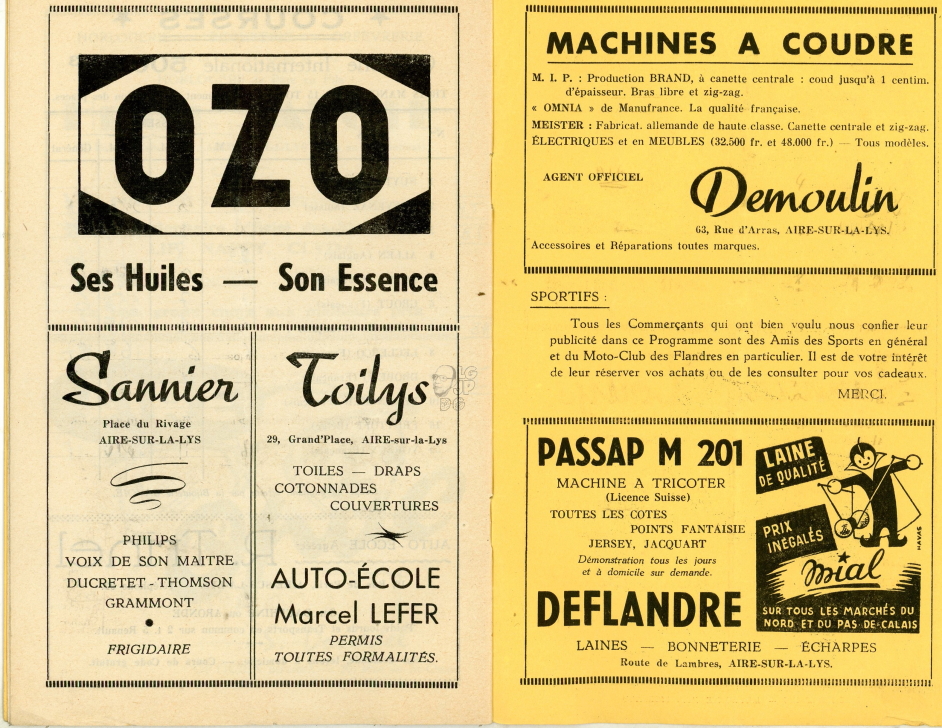 OZO
Ses Huiles — Son Essence
Sannier
Place du Rivage
AIRE-SUR-LA-LYS
PHILIPS
VOIX DE SON MAITRE
DUCRETET - THOMSON
GRAMMONT
•
FRIGIDAIRE
Toilys
29, Grand'Place, AIRE-sur-la-Lys
TOILES — DRAPS
COTONNADES
COUVERTURES
AUTO-ÉCOLE
Marcel LEFER
PERMIS
TOUTES FORMALITÉS.
MACHINES A COUDRE
M. I. P. : Production BRAND, à canette centrale : coud jusqu'à 1 centim.
d'épaisseur. Bras libre et zig-zag.
« OMNIA » de Manufrance. La qualité française.
MEISTER : Fabricat. allemande de haute classe. Canette centrale et zig-zag.
ÉLECTRIQUES et en MEUBLES (32.500 fr. et 48.000 fr.) — Tous modèles.
AGENT OFFICIEL
Demoulin
63, Rue d'Arras, AIRE-SUR-LA-LYS.
Accessoires et Réparations toutes marques.
SPORTIFS :
Tous les Commerçants qui ont bien voulu nous confier leur
publicité dans ce Programme sont des Amis des Sports en général
et du Moto-Club des Flandres en particulier. Il est de votre intérêt
de leur réserver vos achats ou de les consulter pour vos cadeaux.
MERCI.
PASSAP M 201
MACHINE A TRICOTER
(Licence Suisse)
TOUTES LES COTES
POINTS FANTAISIE
JERSEY, JACQUART
Démonstration tous les jours
et à domicile sur demande.
DEFLANDRE
LAINE
DE QUALITÉ
PRIX
INÉGALÉS
HAVAS
Mial
SUR TOUS LES MARCHÉS DU
NORD ET DU PAS-DE-CALAIS
LAINES — BONNETERIE — ÉCHARPES
Route de Lambres, AIRE-SUR-LA-LYS.